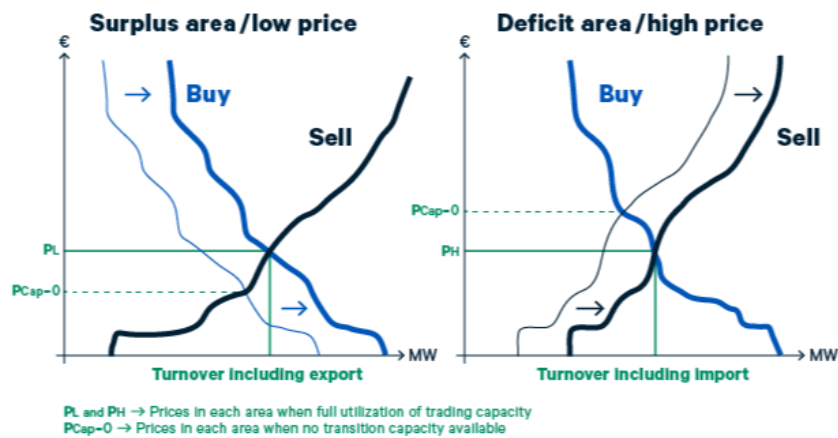 Surplus area/low price
€
Buy
Sell
PL
PCap-0
MW
Turnover including export
Deficit area/high price
€
Buy
Sell
PCap-0
PH
MW
Turnover including import
PL and PH → Prices in each area when full utilization of trading capacity
PCap-0 → Prices in each area when no transition capacity available